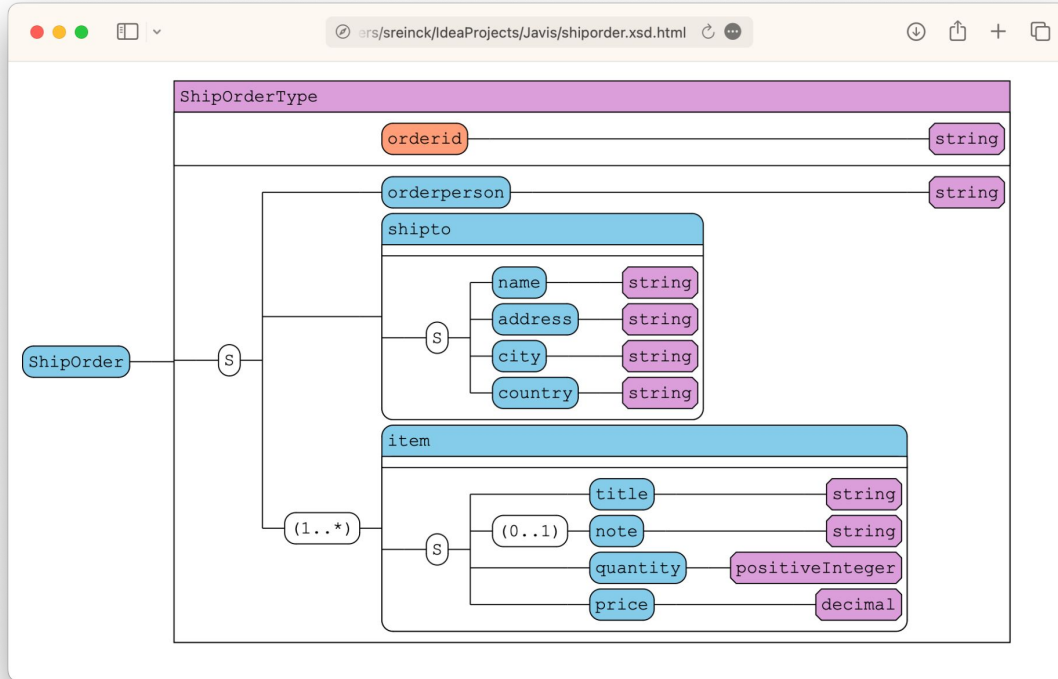 ers/sreinck/IdeaProjects/Javis/shiporder.xsd.html
ShipOrderType
orderid string
orderperson string
shipto
name string
address string
city string
country string
S
ShipOrder
S
item
(1..*)
title string
(0..1) note string
S
quantity positiveInteger
price decimal